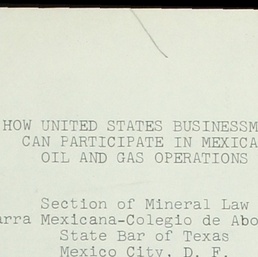 HOW UNITED STATES BUSINESSM
CAN PARTICIPATE IN MEXICA
OIL AND GAS OPERATIONS
Section of Mineral Law
arra Mexicana-Colegio de Abo
State Bar of Texas
Mexico City, D. F.